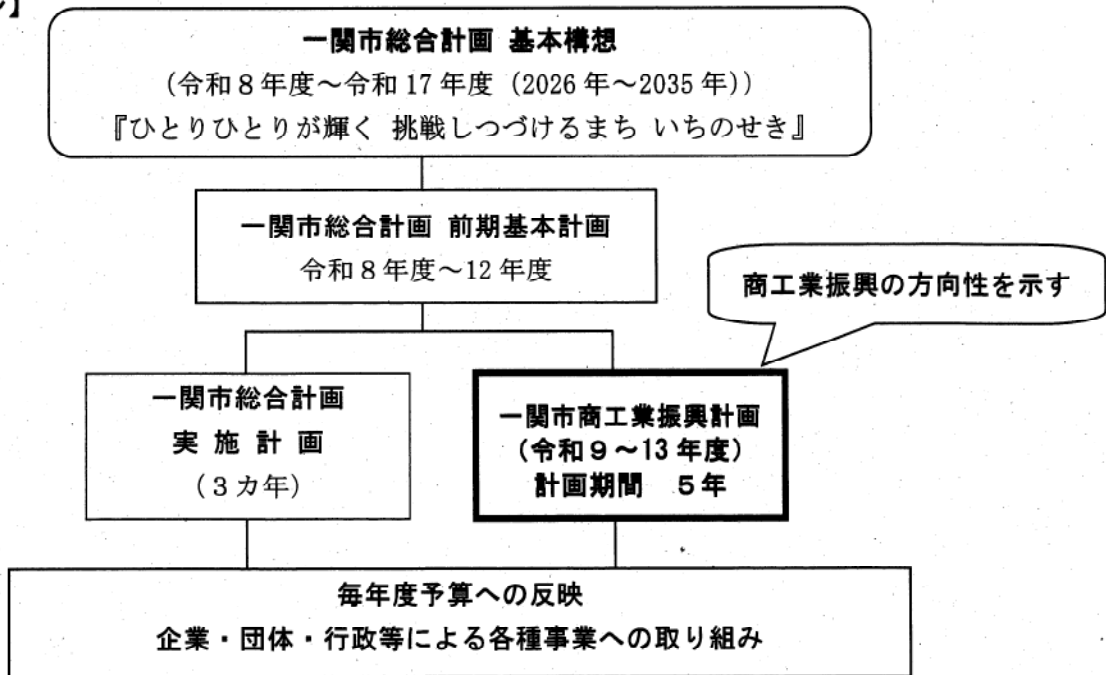 一関市総合計画 基本構想
（令和８年度～令和17年度（2026年～2035年））
『ひとりひとりが輝く 挑戦しつづけるまち いちのせき』
一関市総合計画 前期基本計画
令和８年度～12年度
商工業振興の方向性を示す
一関市総合計画
実 施 計 画
（３カ年）
一関市商工業振興計画
（令和９～13年度）
計画期間　５年
毎年度予算への反映
企業・団体・行政等による各種事業への取り組み